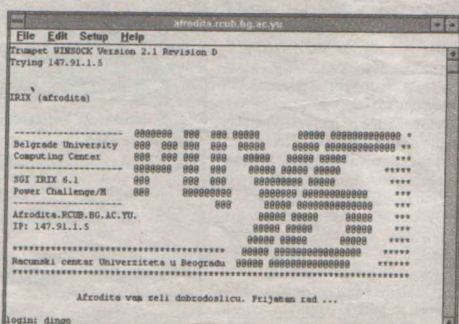 afrodita.rcub.bg.ac.yu
File Edit Setup Help
Trumpet WINSOCK Version 2.1 Revision D
Trying 147.91.1.5
IRIX (afrodita)
Belgrade University
Computing Center
SGI IRIX 6.1
Power Challenge/M
Afrodita.RCUB.BG.AC.YU.
IP: 147.91.1.5
Racunski centar Univerziteta u Beogradu
Afrodita vam zeli dobrodoslicu. Prijatan rad ...
login: dingo